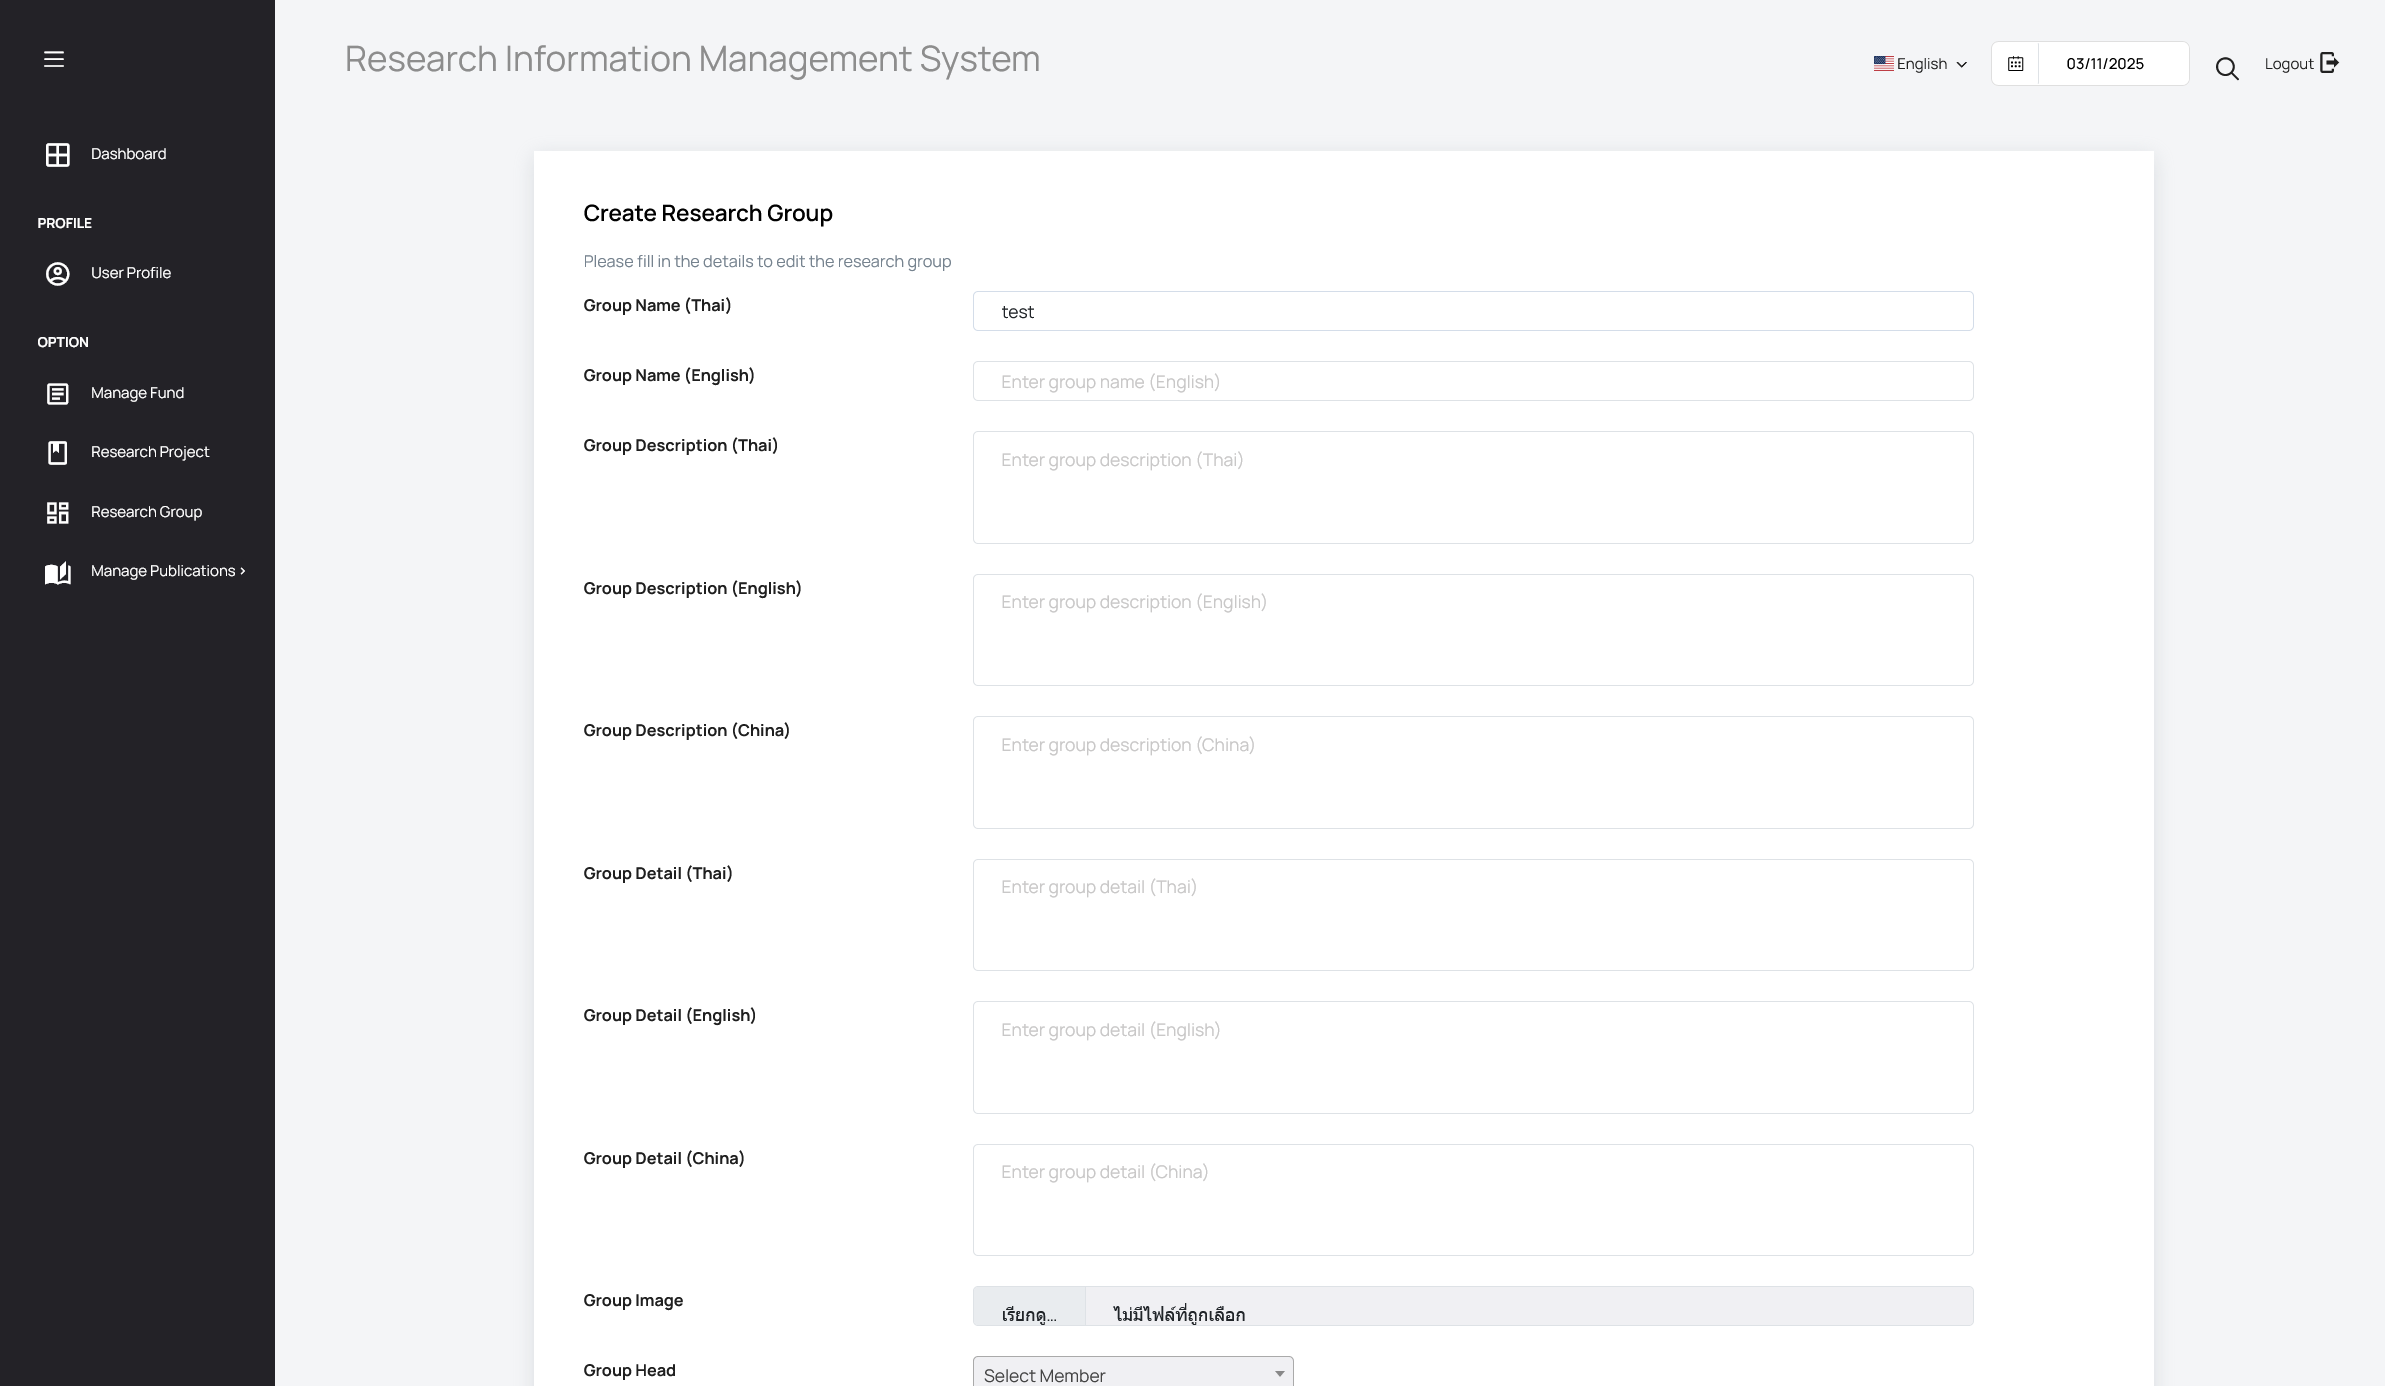 Research Information Management System
English
03/11/2025
Logout
Dashboard
PROFILE
User Profile
OPTION
Manage Fund
Research Project
Research Group
Manage Publications
Create Research Group
Please fill in the details to edit the research group
Group Name (Thai)
test
Group Name (English)
Enter group name (English)
Group Description (Thai)
Enter group description (Thai)
Group Description (English)
Enter group description (English)
Group Description (China)
Enter group description (China)
Group Detail (Thai)
Enter group detail (Thai)
Group Detail (English)
Enter group detail (English)
Group Detail (China)
Enter group detail (China)
Group Image
เรียกดู... ไม่มีไฟล์ที่ถูกเลือก
Group Head
Select Member